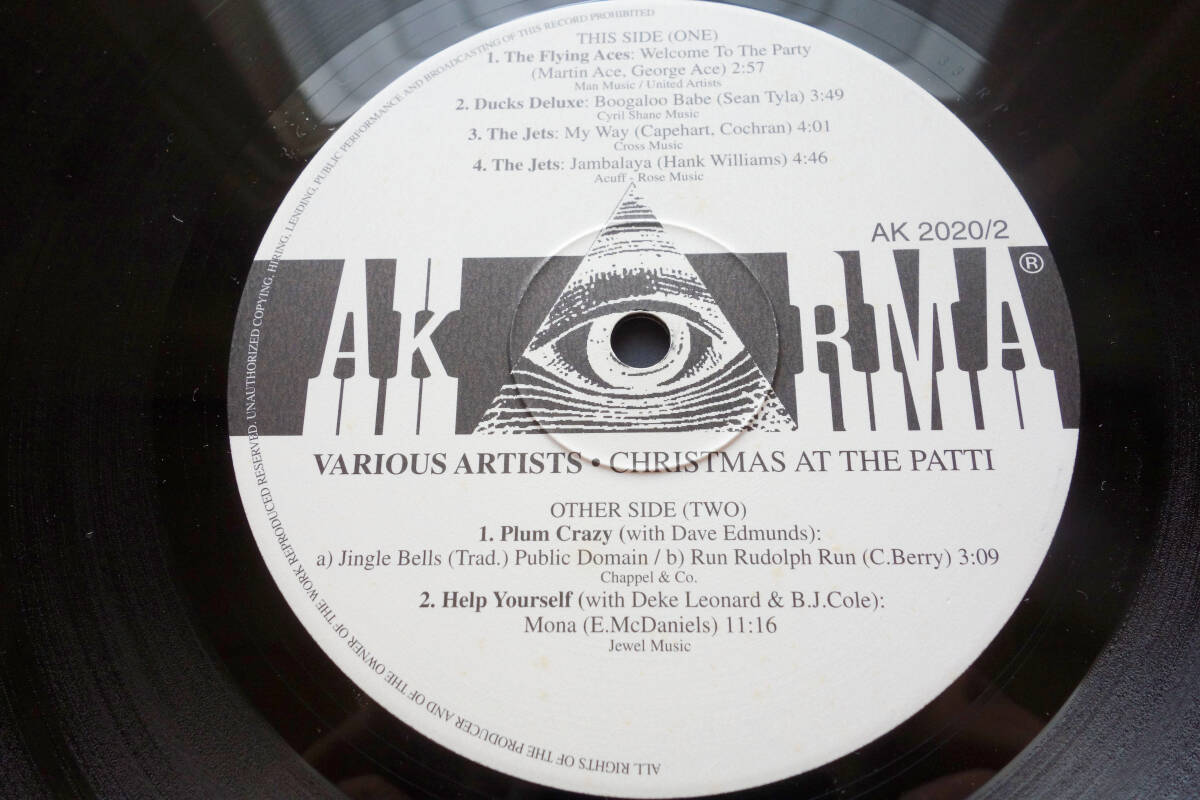 THIS SIDE (ONE)
1. The Flying Aces: Welcome To The Party
(Martin Ace, George Ace) 2:57
Man Music / United Artists
2. Ducks Deluxe: Boogaloo Babe (Sean Tyla) 3:49
Cyril Shane Music
3. The Jets: My Way (Capehart, Cochran) 4:01
Cross Music
4. The Jets: Jambalaya (Hank Williams) 4:46
Acuff - Rose Music
AK 2020/2
AKARMA ®
VARIOUS ARTISTS • CHRISTMAS AT THE PATTI
OTHER SIDE (TWO)
1. Plum Crazy (with Dave Edmunds):
a) Jingle Bells (Trad.) Public Domain / b) Run Rudolph Run (C.Berry) 3:09
Chappel & Co.
2. Help Yourself (with Deke Leonard & B.J.Cole):
Mona (E.McDaniels) 11:16
Jewel Music
ALL RIGHTS OF THE PRODUCER AND OF THE OWNER OF THE WORK REPRODUCED RESERVED. UNAUTHORIZED COPYING, HIRING, LENDING, PUBLIC PERFORMANCE AND BROADCASTING OF THIS RECORD PROHIBITED